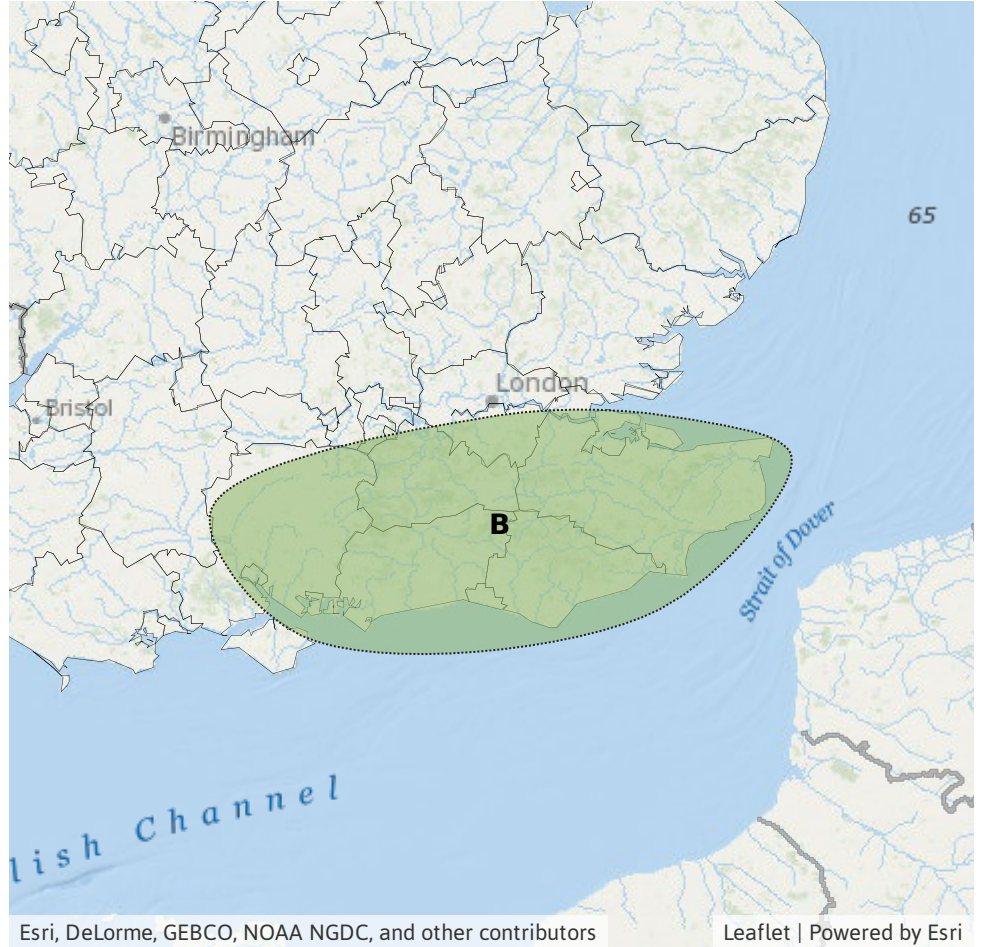 Birmingham
65
London
Bristol
B
Strait of Dover
lish Channel
Esri, DeLorme, GEBCO, NOAA NGDC, and other contributors
Leaflet | Powered by Esri